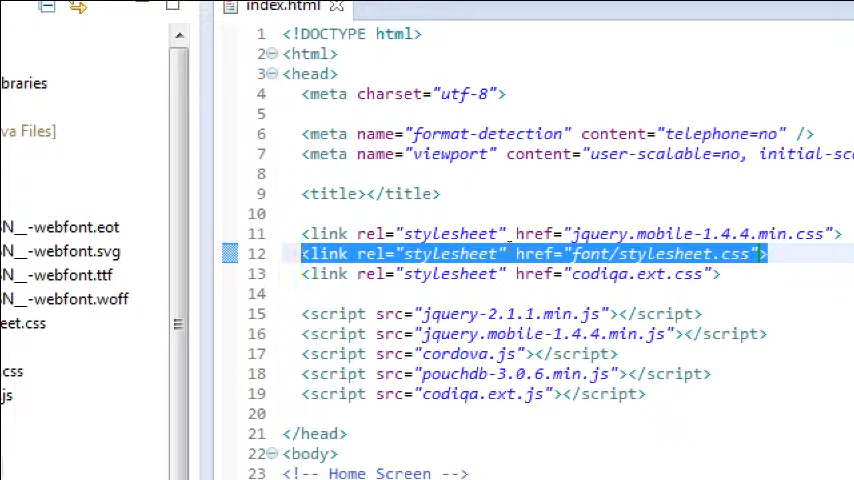 index.html
braries
va Files]
SN__-webfont.eot
SN__-webfont.svg
SN__-webfont.ttf
SN__-webfont.woff
eet.css
css
js
1 <!DOCTYPE html>
2 <html>
3 <head>
4 <meta charset="utf-8">
5
6 <meta name="format-detection" content="telephone=no" />
7 <meta name="viewport" content="user-scalable=no, initial-sca
8
9 <title></title>
10
11 <link rel="stylesheet" href="jquery.mobile-1.4.4.min.css">
12 <link rel="stylesheet" href="font/stylesheet.css">
13 <link rel="stylesheet" href="codiqa.ext.css">
14
15 <script src="jquery-2.1.1.min.js"></script>
16 <script src="jquery.mobile-1.4.4.min.js"></script>
17 <script src="cordova.js"></script>
18 <script src="pouchdb-3.0.6.min.js"></script>
19 <script src="codiqa.ext.js"></script>
20
21 </head>
22 <body>
23 <!-- Home Screen -->